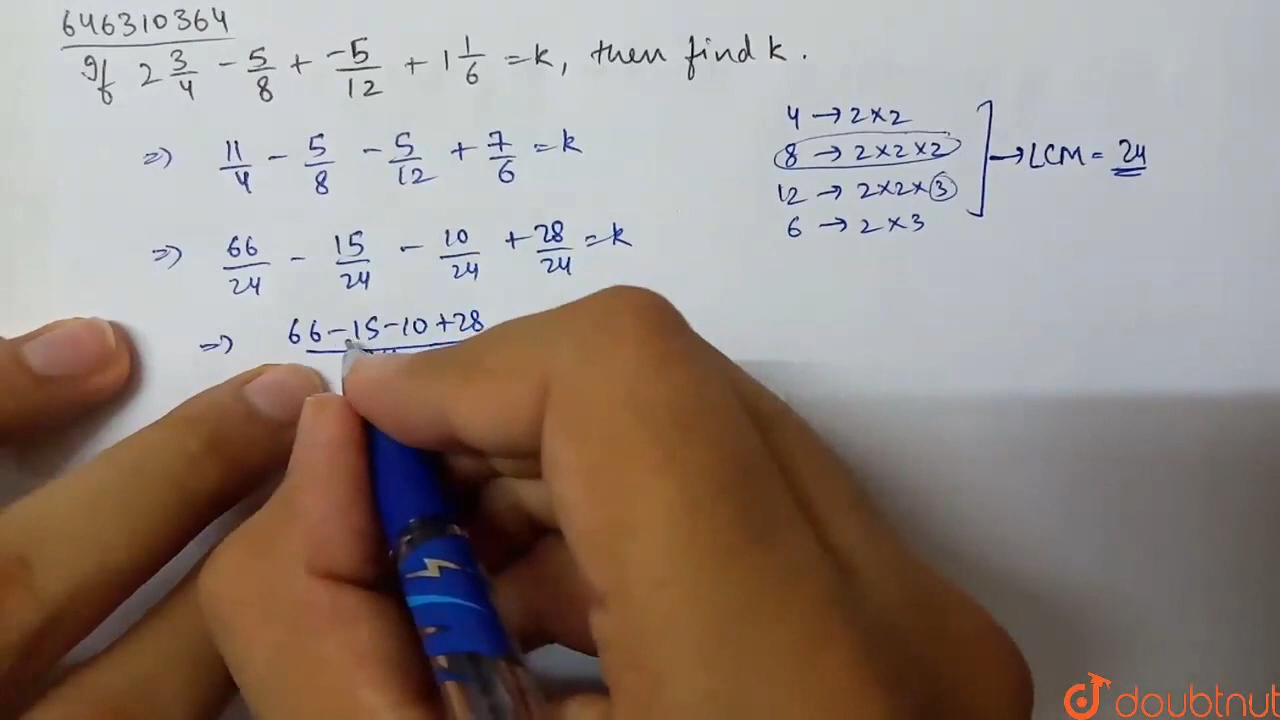 646310364
If 2 3/4 - 5/8 + -5/12 + 1 1/6 = k, then find k.
=> 11/4 - 5/8 - 5/12 + 7/6 = k
=> 66/24 - 15/24 - 10/24 + 28/24 = k
=> 66-15-10+28
4 → 2×2
8 → 2×2×2
12 → 2×2×3
6 → 2×3
→ LCM = 24
doubtnut